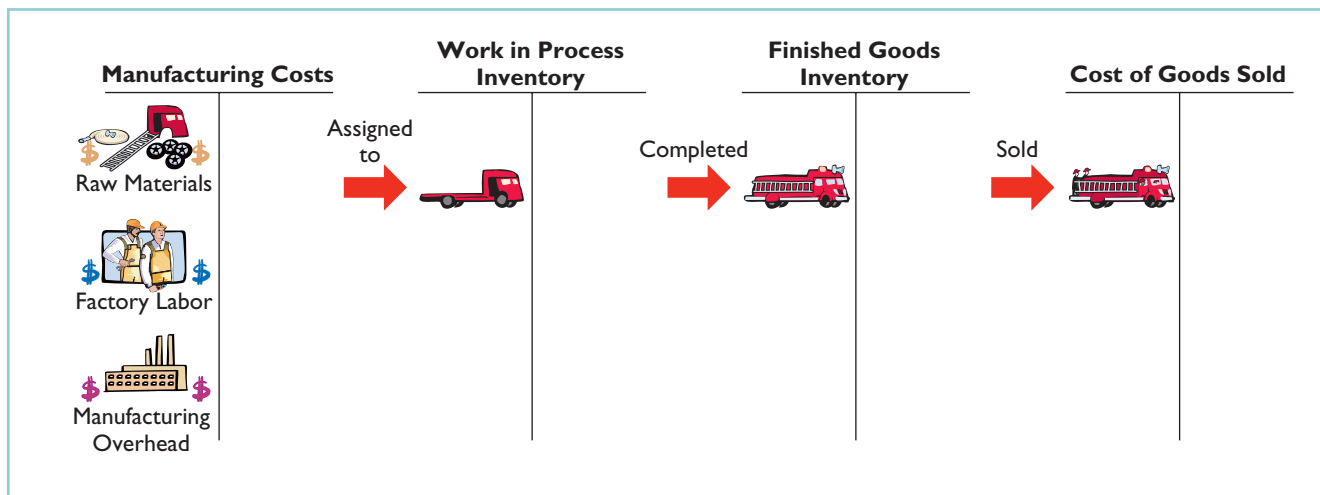 Manufacturing Costs
Work in Process
Inventory
Finished Goods
Inventory
Cost of Goods Sold
Raw Materials
Assigned
to
Completed
Sold
Factory Labor
Manufacturing
Overhead